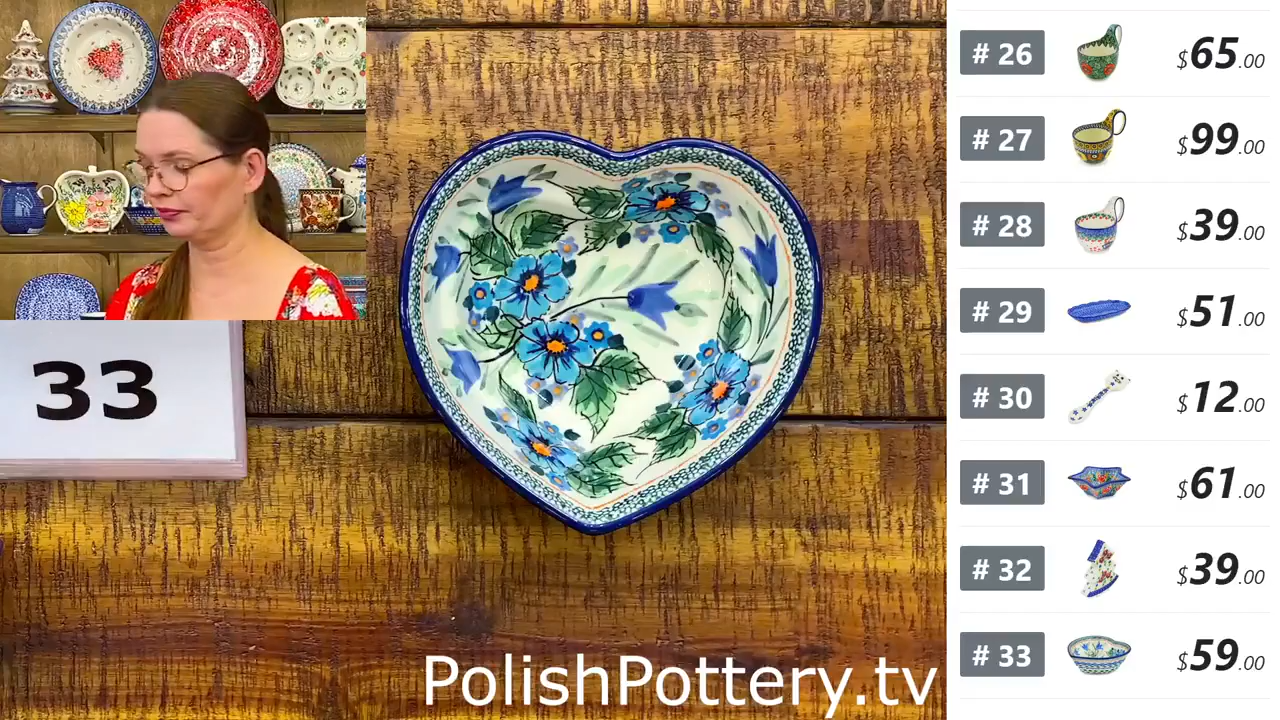 33
PolishPottery.tv
# 26 $65.00
# 27 $99.00
# 28 $39.00
# 29 $51.00
# 30 $12.00
# 31 $61.00
# 32 $39.00
# 33 $59.00